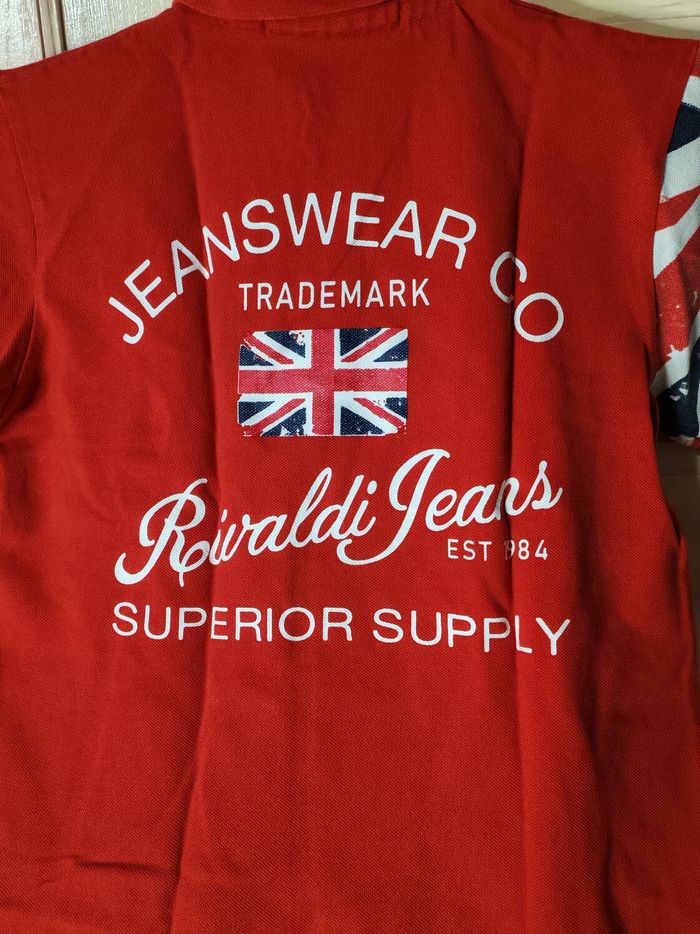 JEANSWEAR CO
TRADEMARK
Rivaldi Jeans
EST 1984
SUPERIOR SUPPLY